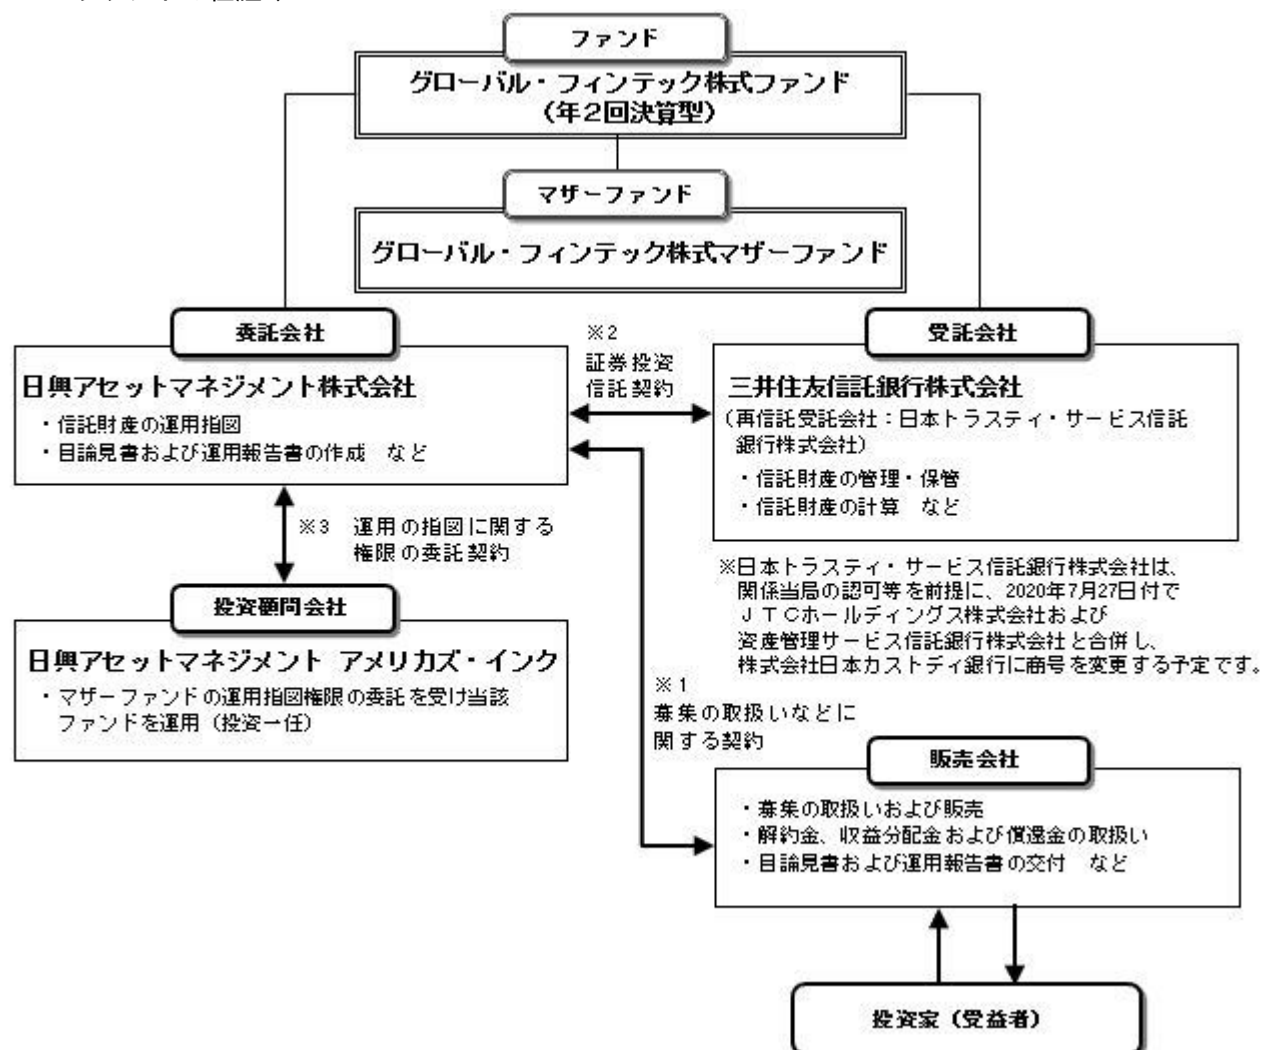 ファンド
グローバル・フィンテック株式ファンド
（年２回決算型）
マザーファンド
グローバル・フィンテック株式マザーファンド
委託会社
日興アセットマネジメント株式会社
・信託財産の運用指図
・目論見書および運用報告書の作成　など
※２
証券投資
信託契約
受託会社
三井住友信託銀行株式会社
（再信託受託会社：日本トラスティ・サービス信託
銀行株式会社）
・信託財産の管理・保管
・信託財産の計算　など
※３　運用の指図に関する
権限の委託契約
※日本トラスティ・サービス信託銀行株式会社は、
関係当局の認可等を前提に、2020年7月27日付で
ＪＴＣホールディングス株式会社および
資産管理サービス信託銀行株式会社と合併し、
株式会社日本カストディ銀行に商号を変更する予定です。
投資顧問会社
日興アセットマネジメント アメリカズ・インク
・マザーファンドの運用指図権限の委託を受け当該
ファンドを運用（投資一任）
※１
募集の取扱いなどに
関する契約
販売会社
・募集の取扱いおよび販売
・解約金、収益分配金および償還金の取扱い
・目論見書および運用報告書の交付　など
投資家（受益者）